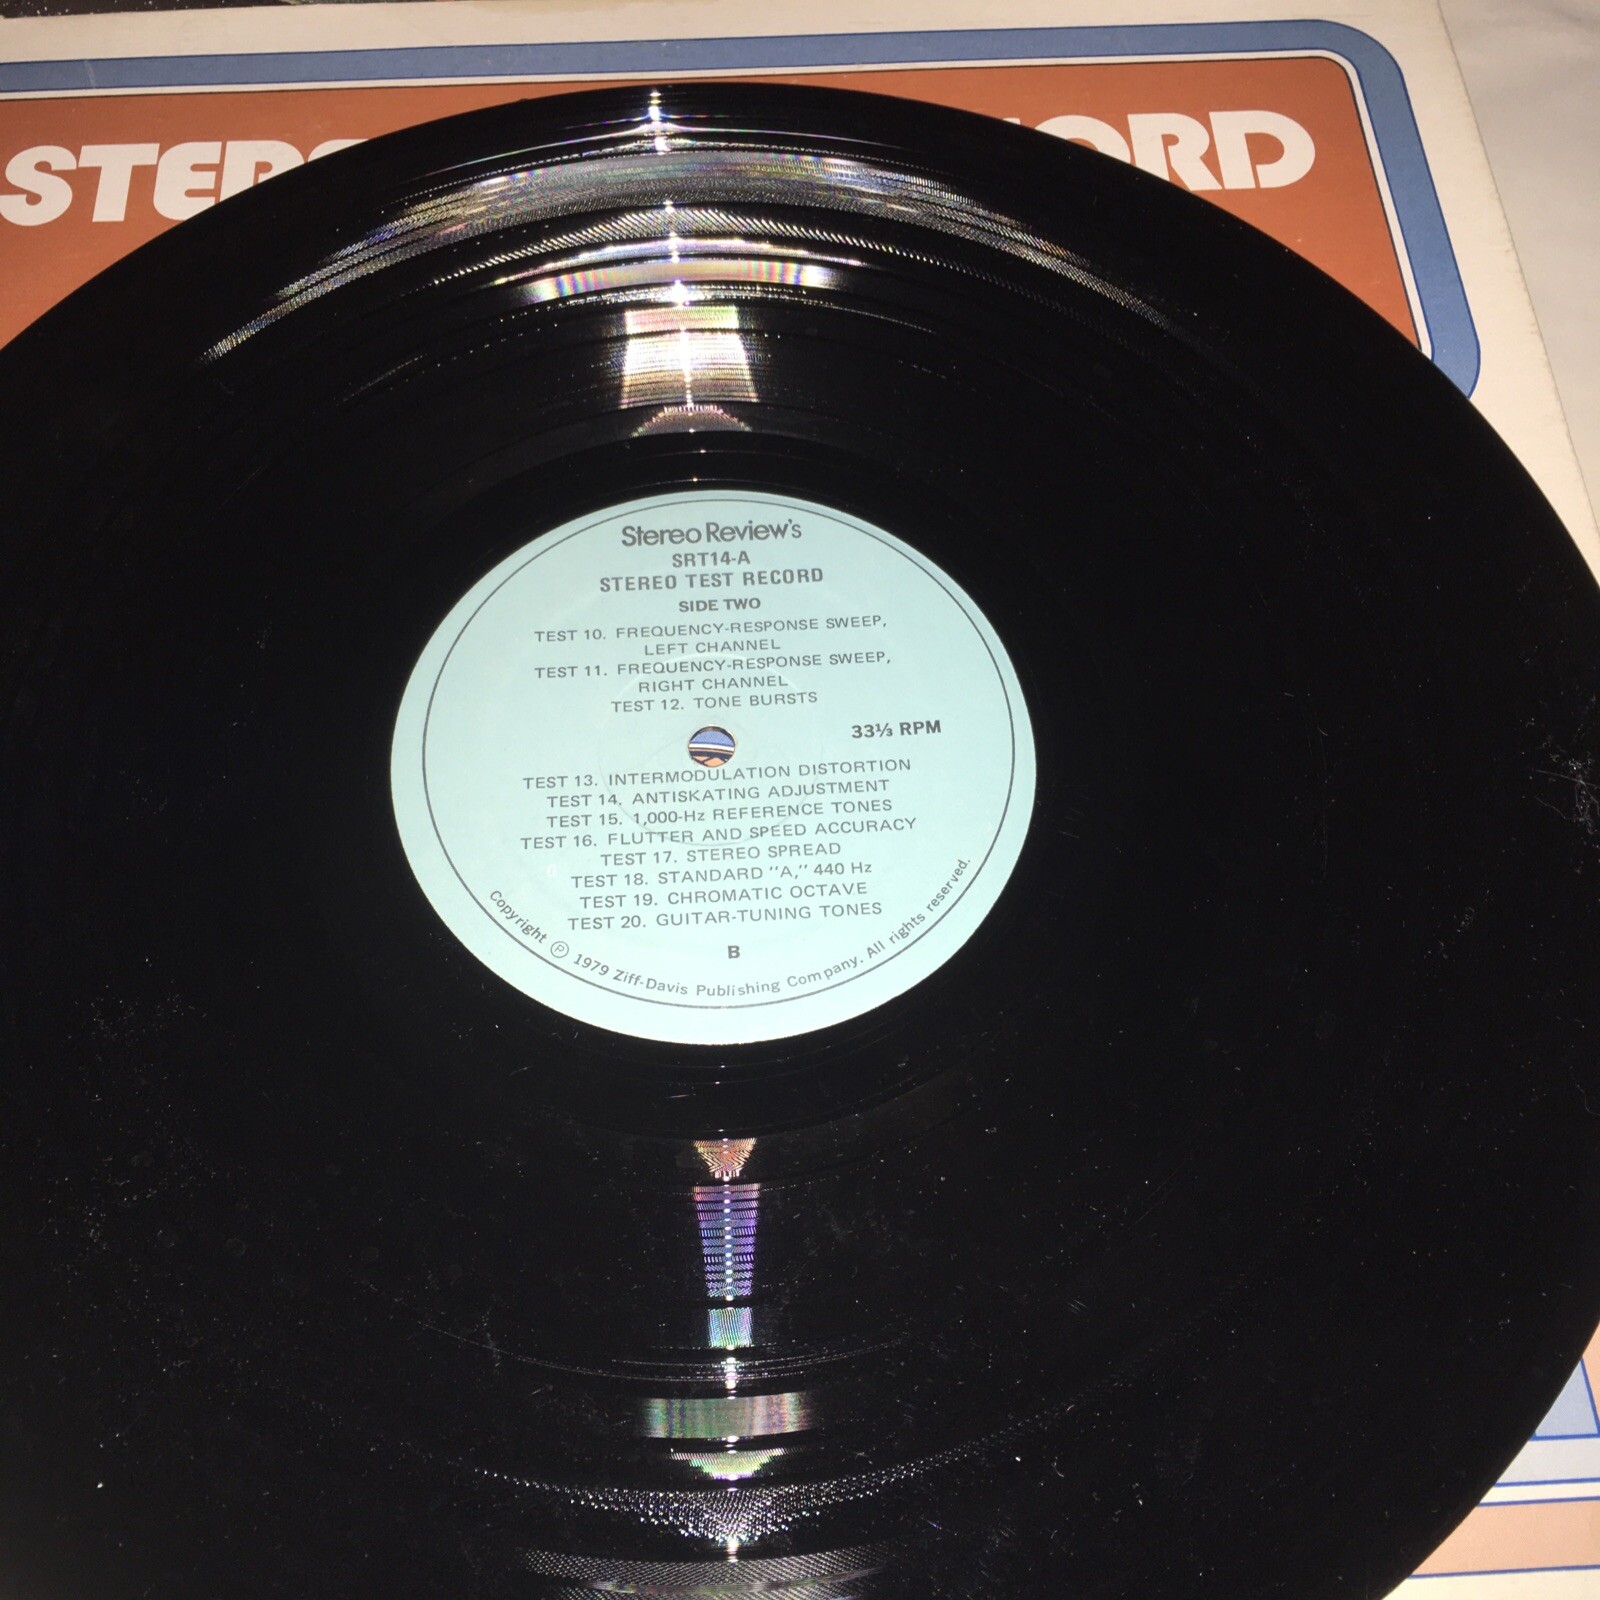 STER
ORD
Stereo Review's
SRT14-A
STEREO TEST RECORD
SIDE TWO
TEST 10. FREQUENCY-RESPONSE SWEEP,
LEFT CHANNEL
TEST 11. FREQUENCY-RESPONSE SWEEP,
RIGHT CHANNEL
TEST 12. TONE BURSTS
33⅓ RPM
TEST 13. INTERMODULATION DISTORTION
TEST 14. ANTISKATING ADJUSTMENT
TEST 15. 1,000-Hz REFERENCE TONES
TEST 16. FLUTTER AND SPEED ACCURACY
TEST 17. STEREO SPREAD
TEST 18. STANDARD "A," 440 Hz
TEST 19. CHROMATIC OCTAVE
TEST 20. GUITAR-TUNING TONES
B
Copyright ℗ 1979 Ziff-Davis Publishing Company. All rights reserved.